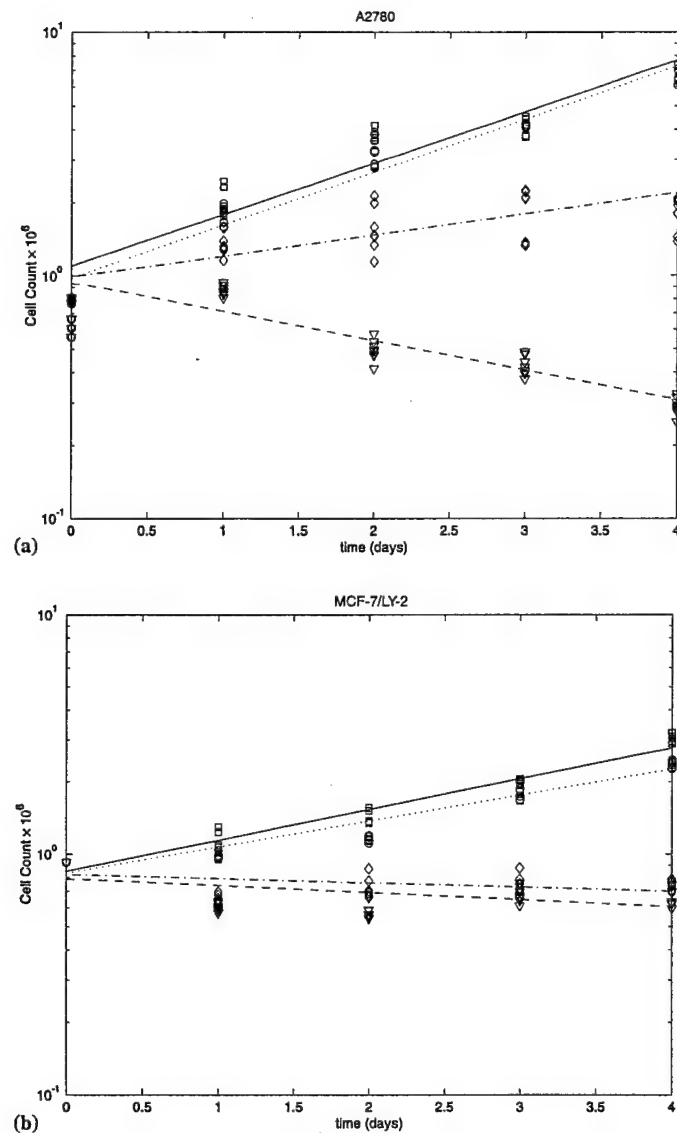 A2780
10^1
10^0
10^-1
Cell Count × 10^6
0 0.5 1 1.5 2 2.5 3 3.5 4
time (days)
(a)
MCF-7/LY-2
10^1
10^0
10^-1
Cell Count × 10^6
0 0.5 1 1.5 2 2.5 3 3.5 4
time (days)
(b)